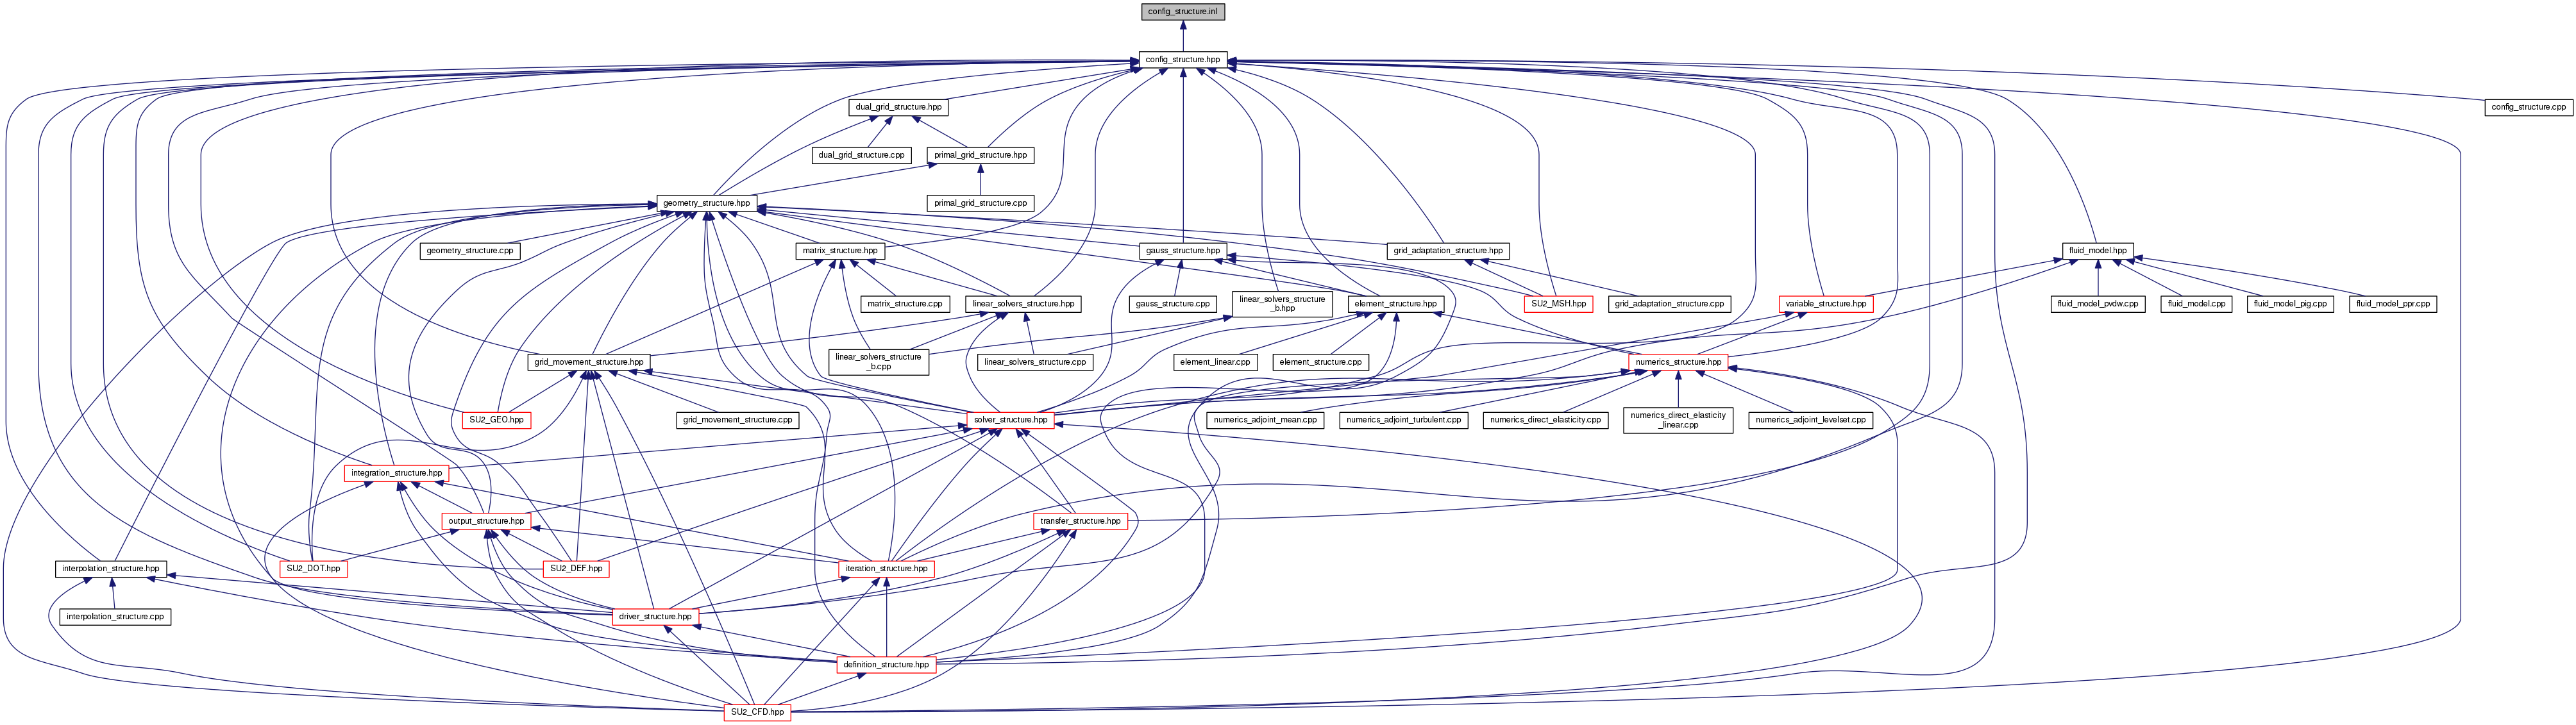 config_structure.inl
config_structure.hpp
dual_grid_structure.hpp
config_structure.cpp
dual_grid_structure.cpp
primal_grid_structure.hpp
geometry_structure.hpp
primal_grid_structure.cpp
geometry_structure.cpp
matrix_structure.hpp
gauss_structure.hpp
grid_adaptation_structure.hpp
fluid_model.hpp
matrix_structure.cpp
linear_solvers_structure.hpp
gauss_structure.cpp
linear_solvers_structure
_b.hpp
element_structure.hpp
SU2_MSH.hpp
grid_adaptation_structure.cpp
variable_structure.hpp
fluid_model_pvdw.cpp
fluid_model.cpp
fluid_model_pig.cpp
fluid_model_ppr.cpp
grid_movement_structure.hpp
linear_solvers_structure
_b.cpp
linear_solvers_structure.cpp
element_linear.cpp
element_structure.cpp
numerics_structure.hpp
SU2_GEO.hpp
grid_movement_structure.cpp
solver_structure.hpp
numerics_adjoint_mean.cpp
numerics_adjoint_turbulent.cpp
numerics_direct_elasticity.cpp
numerics_direct_elasticity
_linear.cpp
numerics_adjoint_levelset.cpp
integration_structure.hpp
output_structure.hpp
transfer_structure.hpp
interpolation_structure.hpp
SU2_DOT.hpp
SU2_DEF.hpp
iteration_structure.hpp
interpolation_structure.cpp
driver_structure.hpp
definition_structure.hpp
SU2_CFD.hpp